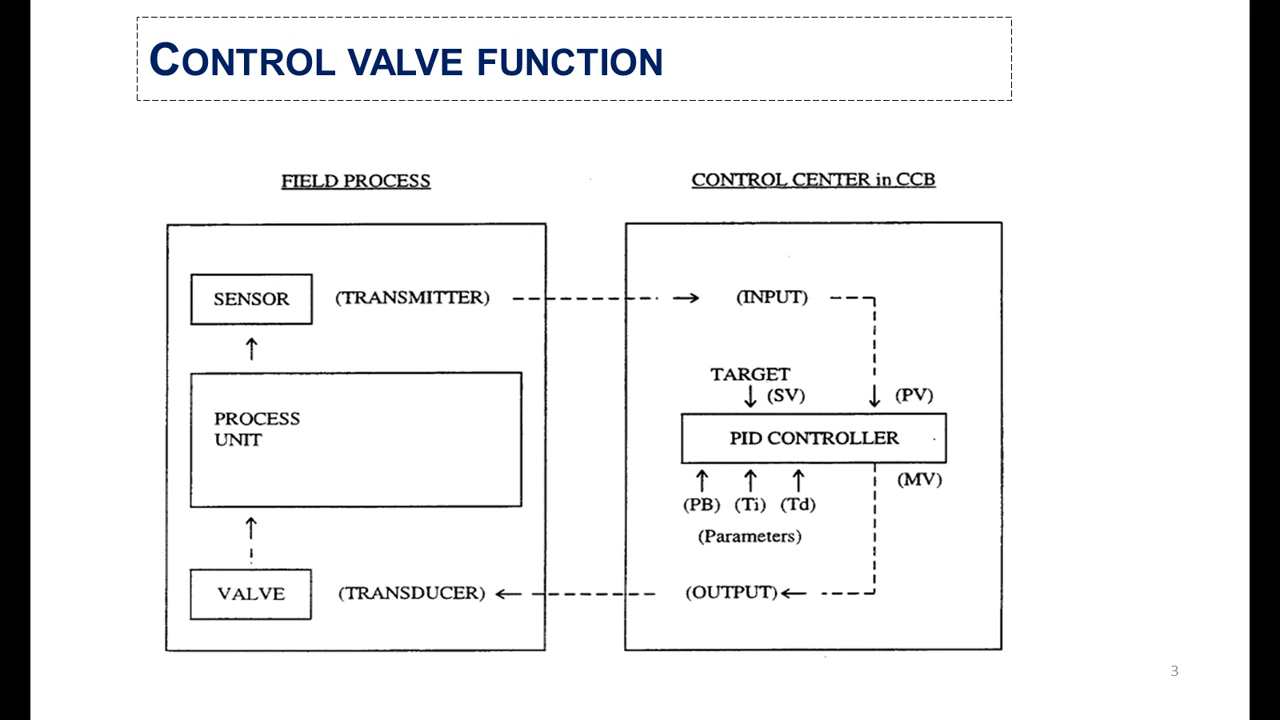 CONTROL VALVE FUNCTION
FIELD PROCESS
CONTROL CENTER in CCB
SENSOR
(TRANSMITTER)
(INPUT)
TARGET
(SV)
(PV)
PROCESS
UNIT
PID CONTROLLER
(MV)
(PB) (Ti) (Td)
(Parameters)
VALVE
(TRANSDUCER)
(OUTPUT)
3